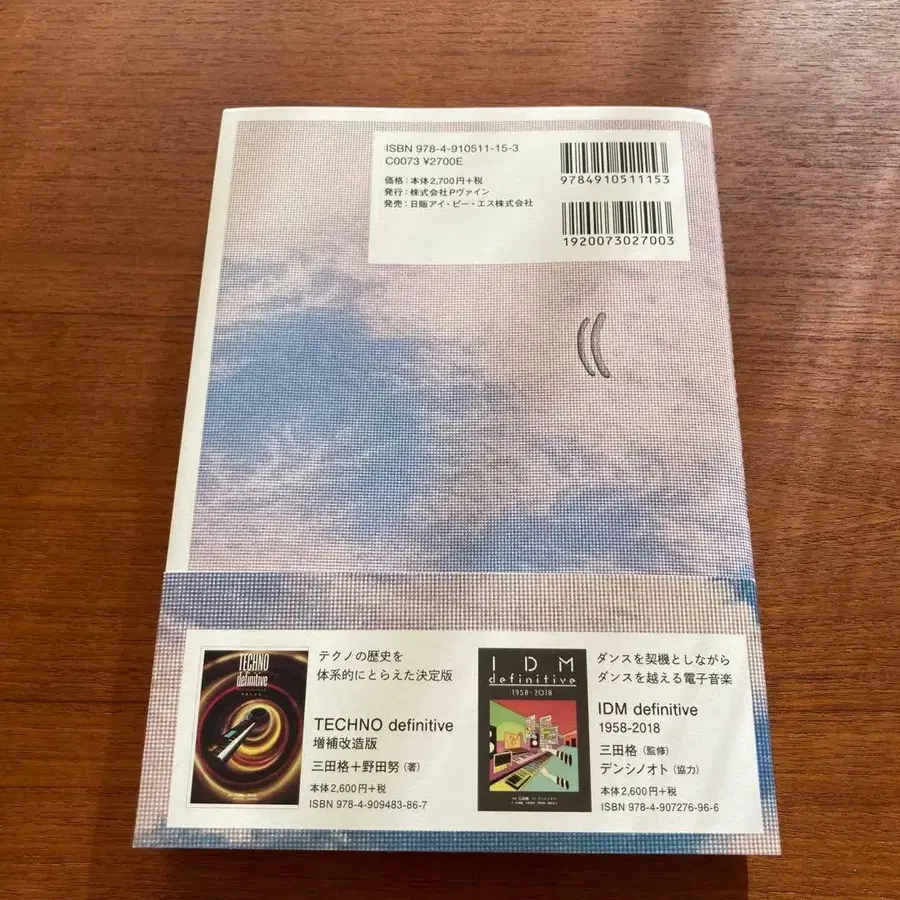 ISBN 978-4-910511-15-3
C0073 ¥2700E
価格：本体2,700円＋税
発行：株式会社Pヴァイン
発売：日販アイ・ピー・エス株式会社
9784910511153
1920073027003
TECHNO
definitive
テクノの歴史を
体系的にとらえた決定版
TECHNO definitive
増補改造版
三田格＋野田努（著）
本体2,600円＋税
ISBN 978-4-909483-86-7
IDM
definitive
1958-2018
ダンスを契機としながら
ダンスを越える電子音楽
IDM definitive
1958-2018
三田格（監修）
デンシノオト（協力）
本体2,600円＋税
ISBN 978-4-907276-96-6